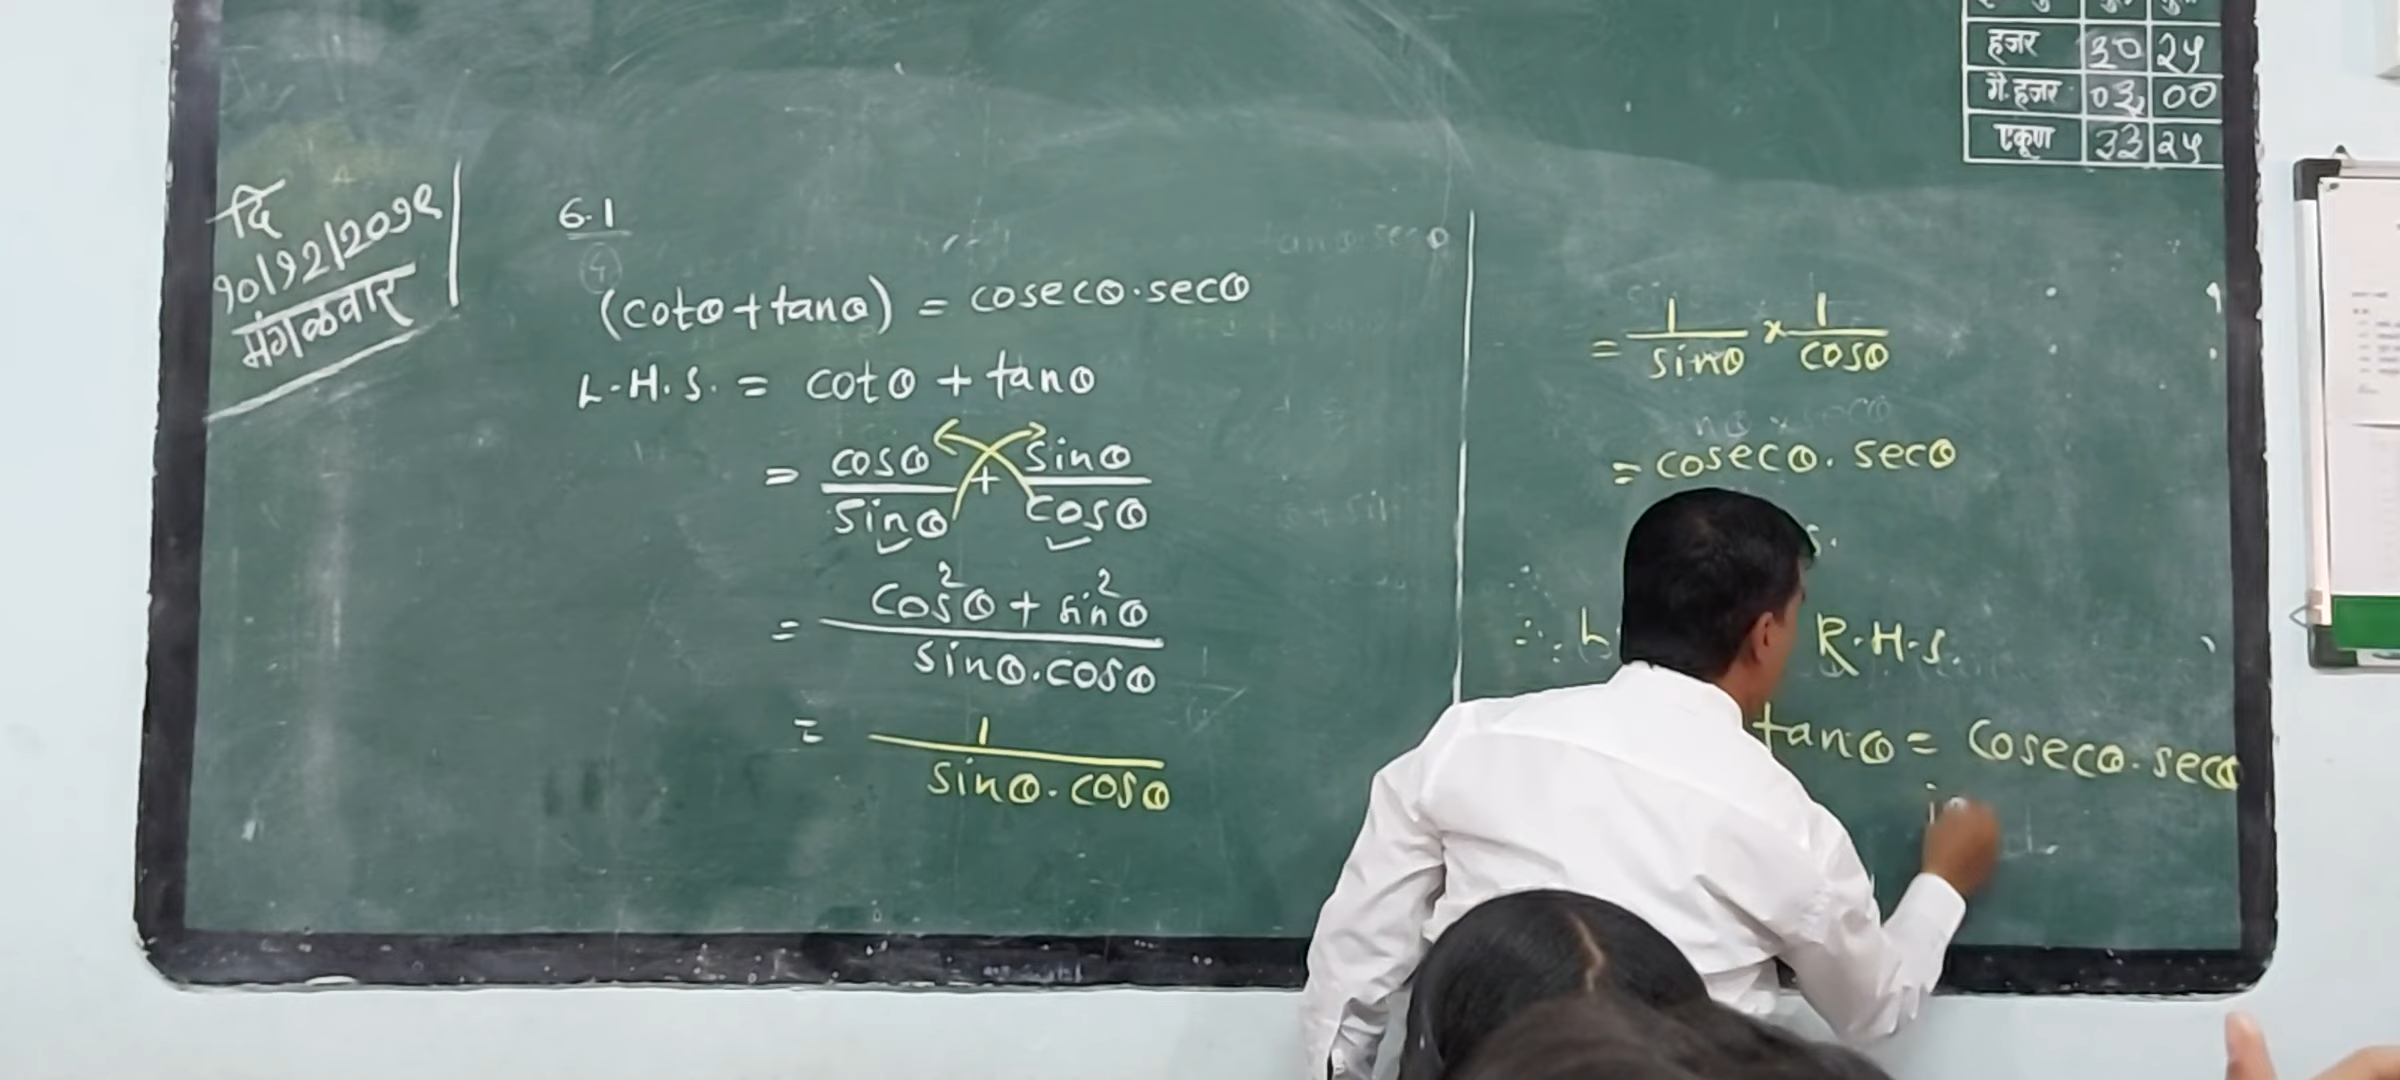 दि
१०/१२/२०१९
मंगळवार
6.1
(cotθ + tanθ) = cosecθ . secθ
L.H.S. = cotθ + tanθ
= cosθ/sinθ + sinθ/cosθ
= cos²θ + sin²θ / sinθ . cosθ
= 1 / sinθ . cosθ
= 1/sinθ × 1/cosθ
= cosecθ . secθ
∴ R.H.S.
tanθ = cosecθ . secθ
हजर 30 24
गै.हजर 03 00
एकूण 33 24